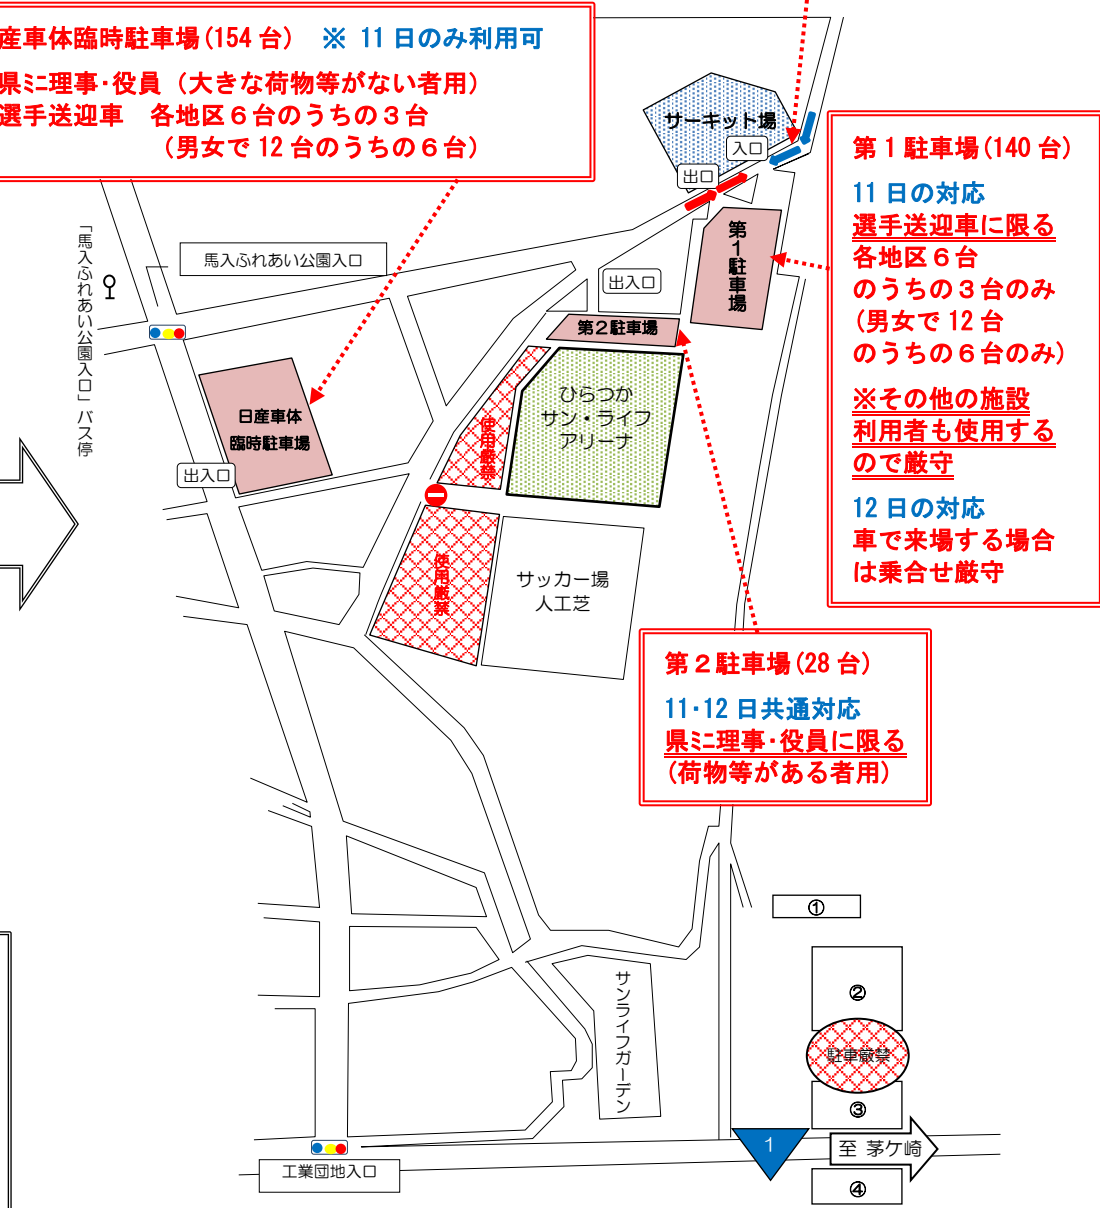 産車体臨時駐車場(154 台) ※ 11 日のみ利用可
県ミニ理事・役員（大きな荷物等がない者用）
選手送迎車 各地区６台のうちの３台
（男女で 12 台のうちの６台）
サーキット場
入口
出口
第１駐車場
第 1 駐車場(140 台)
11 日の対応
選手送迎車に限る
各地区６台
のうちの３台のみ
(男女で 12 台
のうちの６台のみ)
※その他の施設
利用者も使用する
ので厳守
12 日の対応
車で来場する場合
は乗合せ厳守
「馬入ふれあい公園入口」バス停
馬入ふれあい公園入口
出入口
第２駐車場
ひらつか
サン・ライフ
アリーナ
使用厳禁
日産車体
臨時駐車場
出入口
使用厳禁
サッカー場
人工芝
第２駐車場(28 台)
11・12 日共通対応
県ミニ理事・役員に限る
(荷物等がある者用)
①
②
駐車厳禁
③
サンライフガーデン
1
至 茅ケ崎
工業団地入口
④